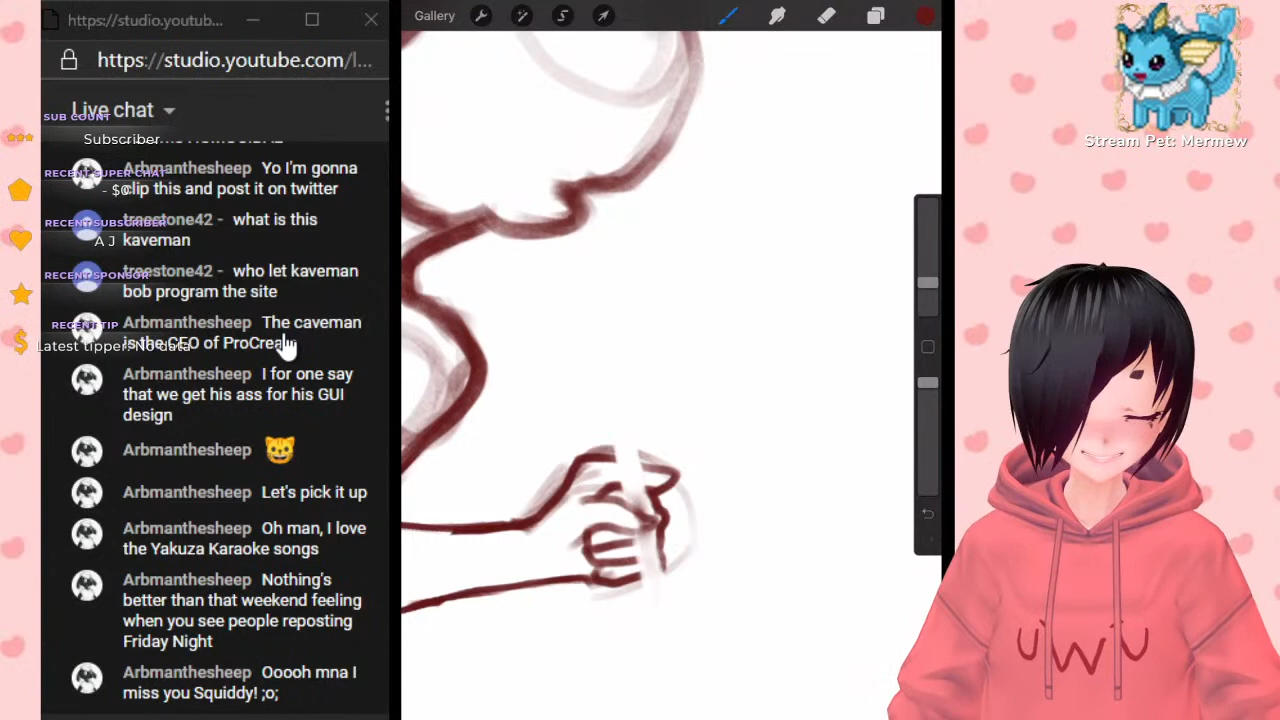 https://studio.youtub...
https://studio.youtube.com/l...
Live chat
SUB COUNT
Subscriber
Arbmanthesheep Yo I'm gonna
clip this and post it on twitter
RECENT SUPER CHAT
- $0
treestone42 - what is this
kaveman
RECENT SUBSCRIBER
A J
treestone42 - who let kaveman
bob program the site
RECENT SPONSOR
Arbmanthesheep The caveman
is the CEO of ProCreate
RECENT TIP
Latest tipper: No data
Arbmanthesheep I for one say
that we get his ass for his GUI
design
Arbmanthesheep 😺
Arbmanthesheep Let's pick it up
Arbmanthesheep Oh man, I love
the Yakuza Karaoke songs
Arbmanthesheep Nothing's
better than that weekend feeling
when you see people reposting
Friday Night
Arbmanthesheep Ooooh mna I
miss you Squiddy! ;o;
Gallery
Stream Pet: Mermew
UWU